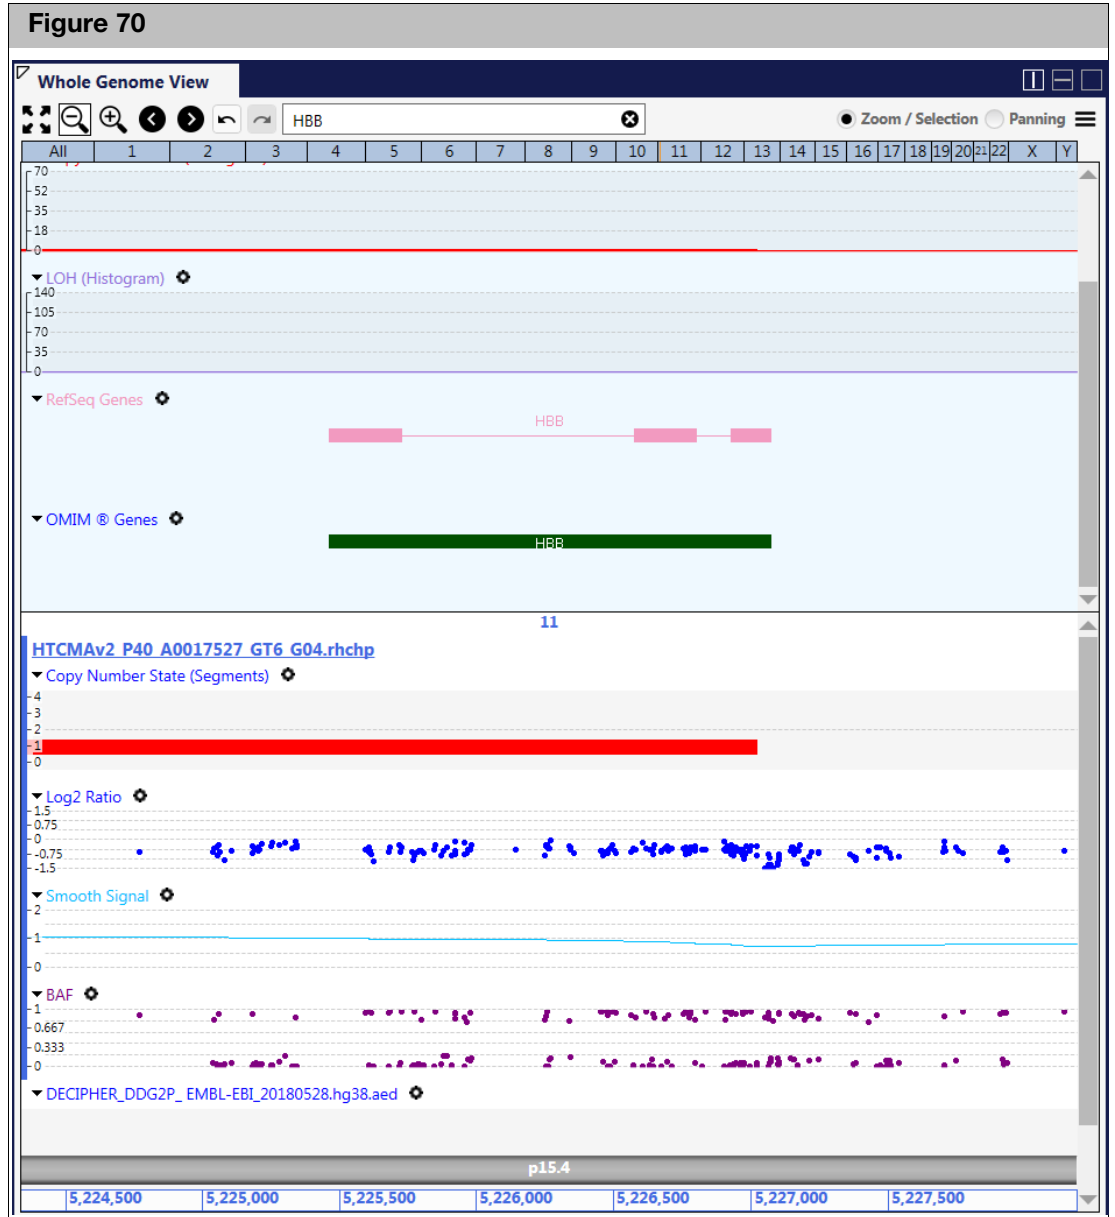 Figure 70
Whole Genome View
HBB
Zoom / Selection Panning
All 1 2 3 4 5 6 7 8 9 10 11 12 13 14 15 16 17 18 19 20 21 22 X Y
70
52
35
18
0
LOH (Histogram)
140
105
70
35
0
RefSeq Genes
HBB
OMIM ® Genes
HBB
11
HTCMAv2_P40_A0017527_GT6_G04.rhchp
Copy Number State (Segments)
4
3
2
1
0
Log2 Ratio
1.5
0.75
0
-0.75
-1.5
Smooth Signal
2
1
0
BAF
1
0.667
0.333
0
DECIPHER_DDG2P_ EMBL-EBI_20180528.hg38.aed
p15.4
5,224,500 5,225,000 5,225,500 5,226,000 5,226,500 5,227,000 5,227,500